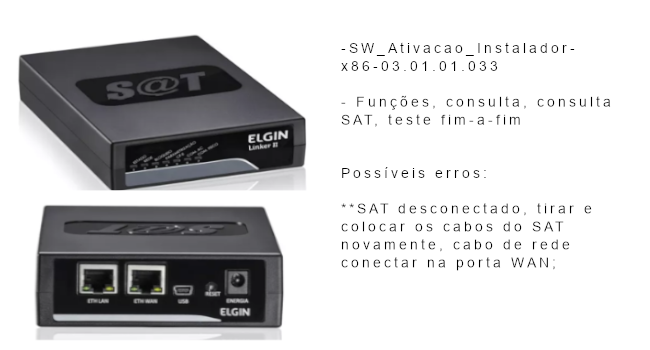 S@T
ELGIN
Linker II
ETH LAN
ETH WAN
USB
RESET
ENERGIA
ELGIN
-SW_Ativacao_Instalador-
x86-03.01.01.033
- Funções, consulta, consulta
SAT, teste fim-a-fim
Possíveis erros:
**SAT desconectado, tirar e
colocar os cabos do SAT
novamente, cabo de rede
conectar na porta WAN;